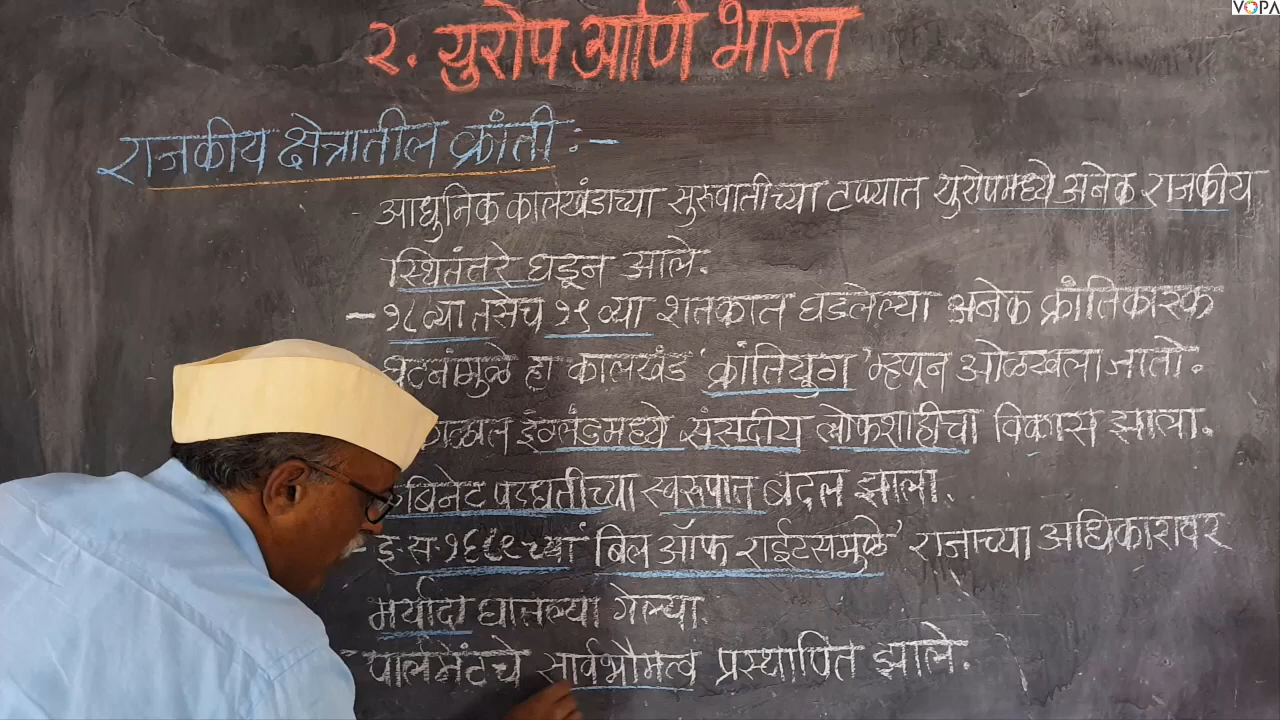 VOPA
२. युरोप आणि भारत
राजकीय क्षेत्रातील क्रांती :-
- आधुनिक कालखंडाच्या सुरुवातीच्या टप्प्यात युरोपमध्ये अनेक राजकीय
स्थितंतरे घडून आले.
- १८ व्या तसेच १९ व्या शतकात घडलेल्या अनेक क्रांतिकारक
घटनांमुळे हा कालखंड 'क्रांतियुग' म्हणून ओळखला जातो.
इंग्लंडमध्ये संसदीय लोकशाहीचा विकास झाला.
पद्धतीच्या स्वरूपात बदल झाला.
- इ.स.१६८९च्या 'बिल ऑफ राईटसमुळे' राजाच्या अधिकारावर
मर्यादा घातल्या गेल्या.
- पार्लमेंटचे सार्वभौमत्व प्रस्थापित झाले.